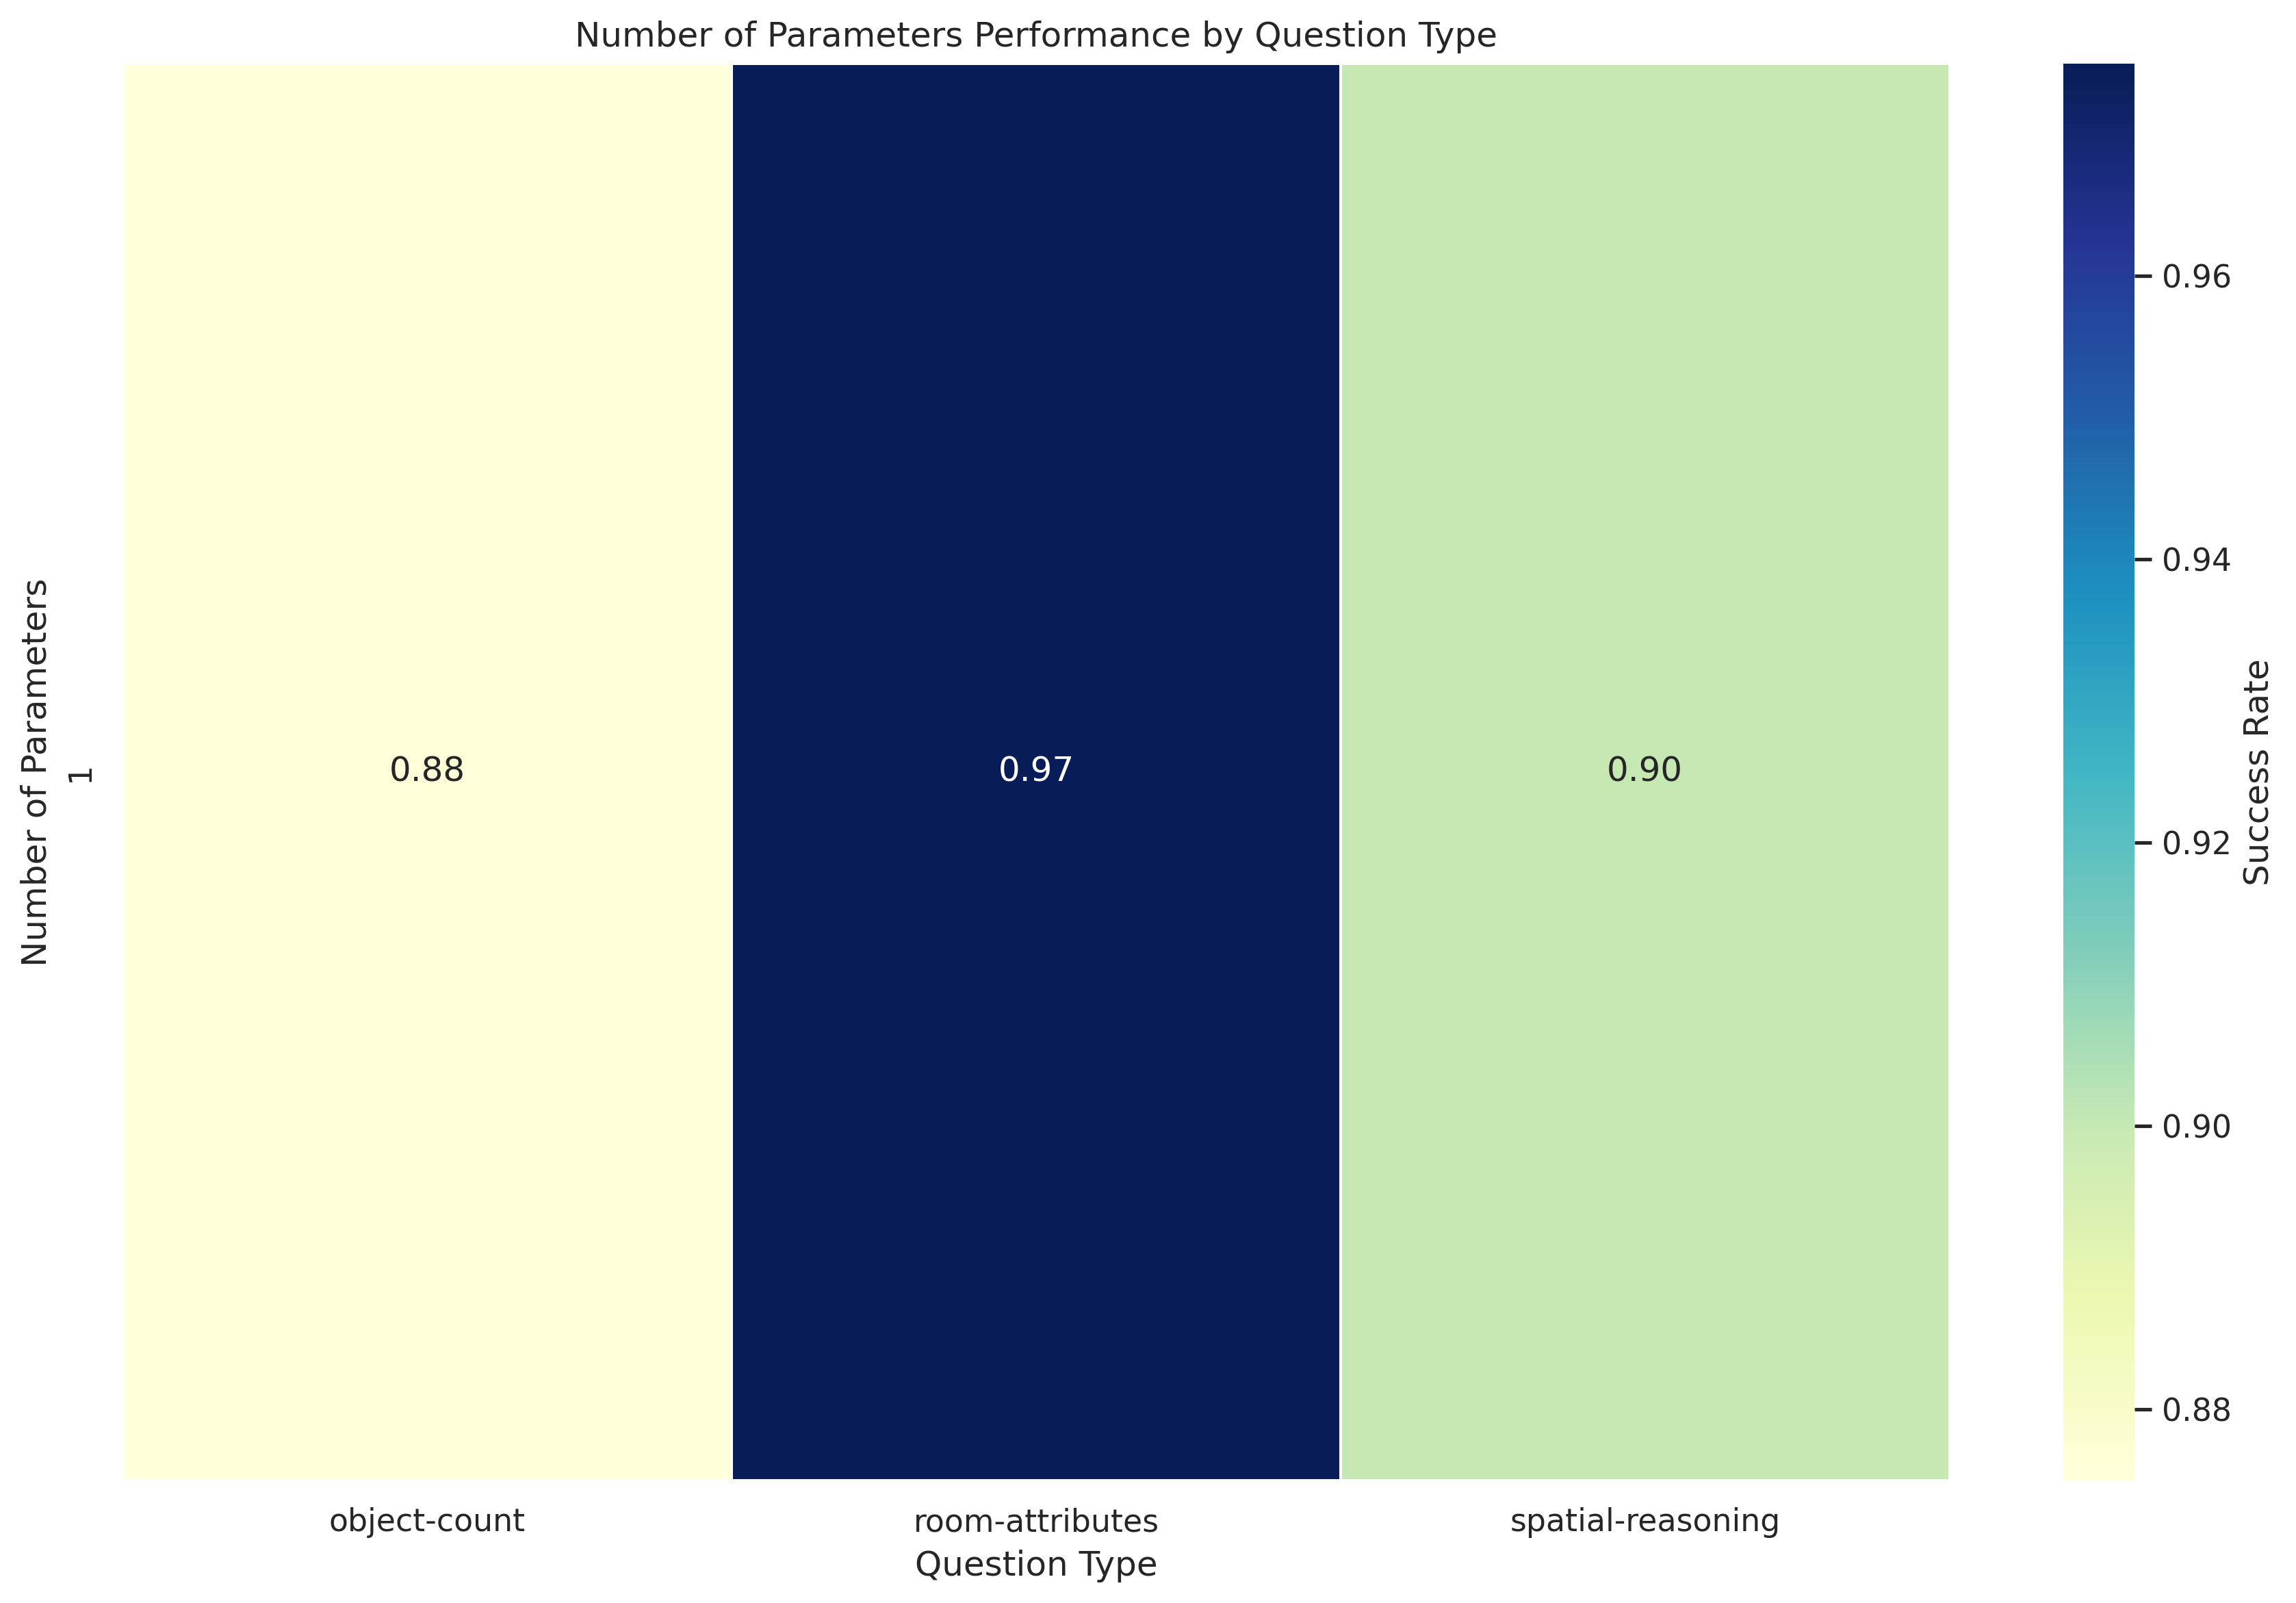 Number of Parameters Performance by Question Type
Number of Parameters
1
0.88
0.97
0.90
object-count
room-attributes
spatial-reasoning
Question Type
0.96
0.94
0.92
0.90
0.88
Success Rate